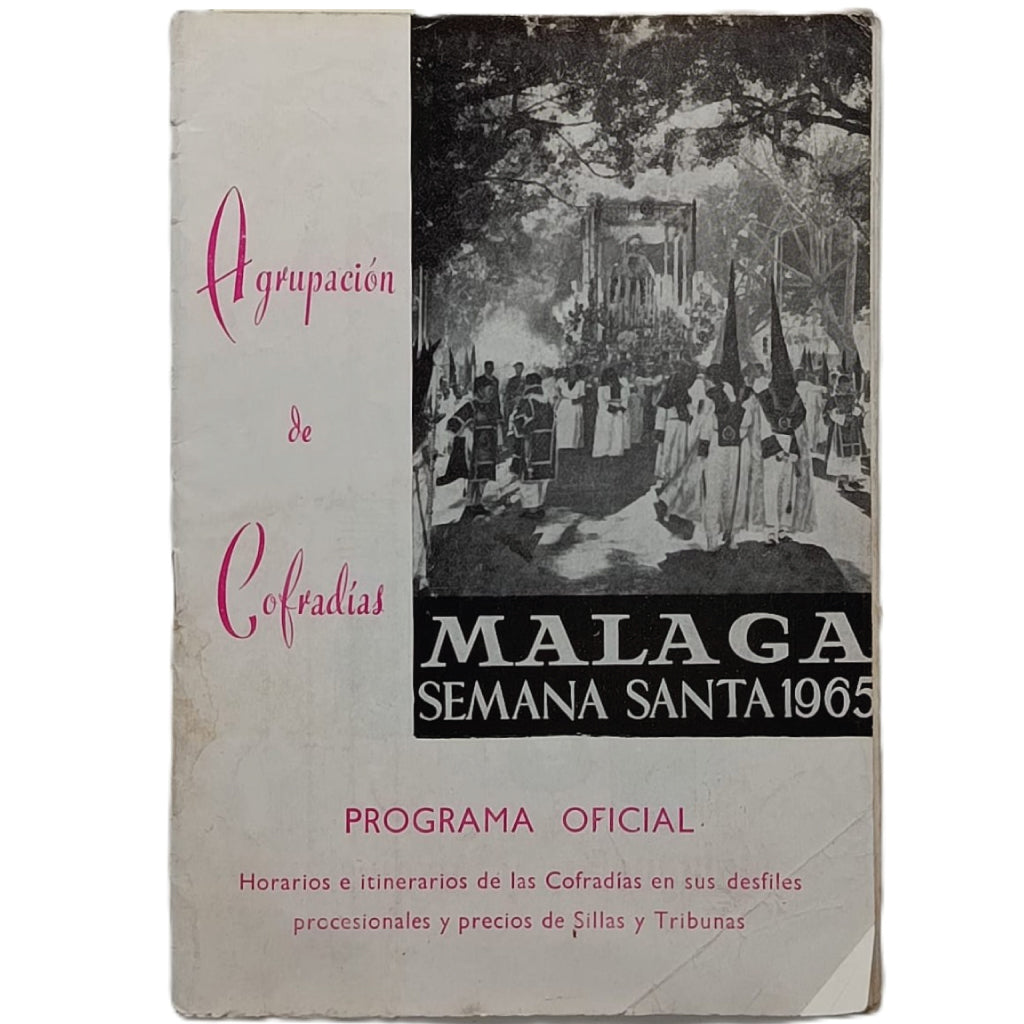 Agrupación
de
Cofradías
MALAGA
SEMANA SANTA 1965
PROGRAMA OFICIAL
Horarios e itinerarios de las Cofradías en sus desfiles
procesionales y precios de Sillas y Tribunas